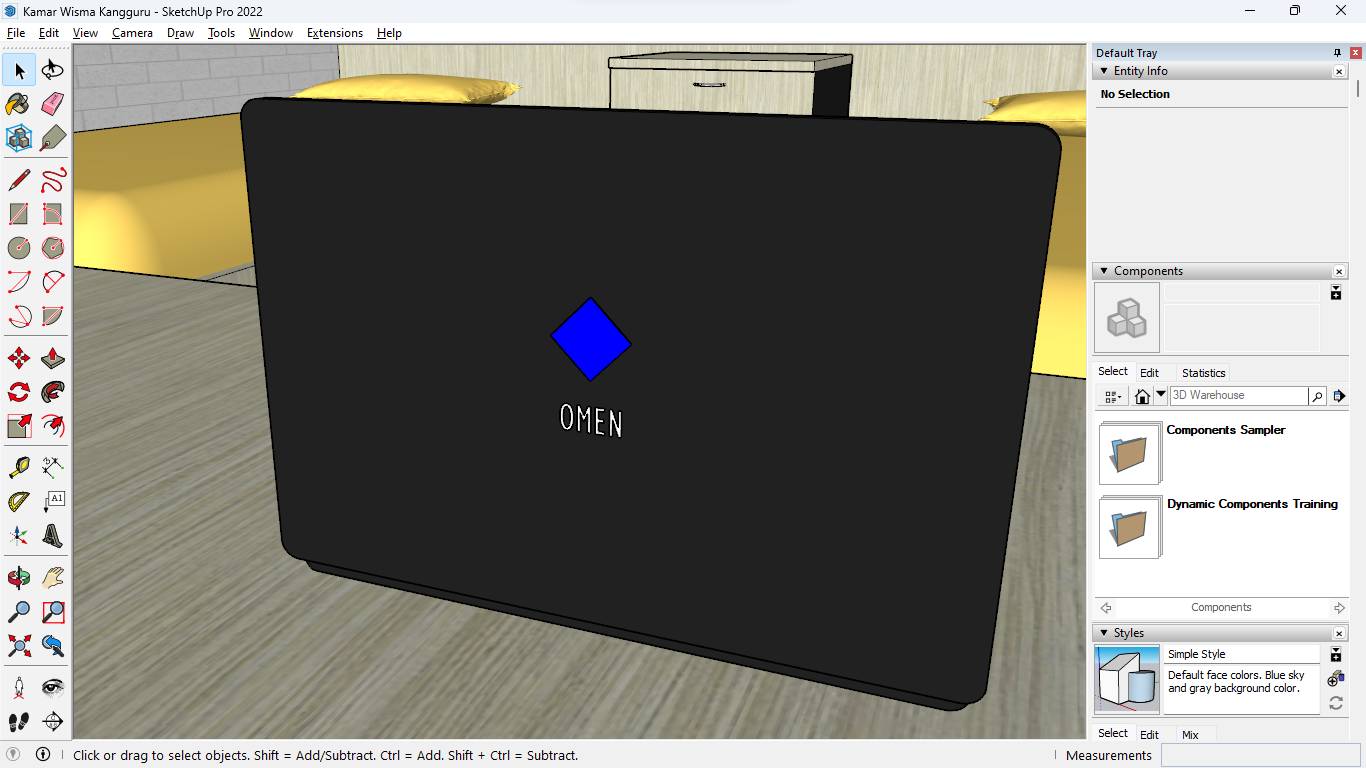 Kamar Wisma Kangguru - SketchUp Pro 2022
File Edit View Camera Draw Tools Window Extensions Help
Default Tray
Entity Info
No Selection
Components
Select Edit Statistics
3D Warehouse
Components Sampler
Dynamic Components Training
Components
Styles
Simple Style
Default face colors. Blue sky
and gray background color.
Select Edit Mix
A1
OMEN
Click or drag to select objects. Shift = Add/Subtract. Ctrl = Add. Shift + Ctrl = Subtract.
Measurements